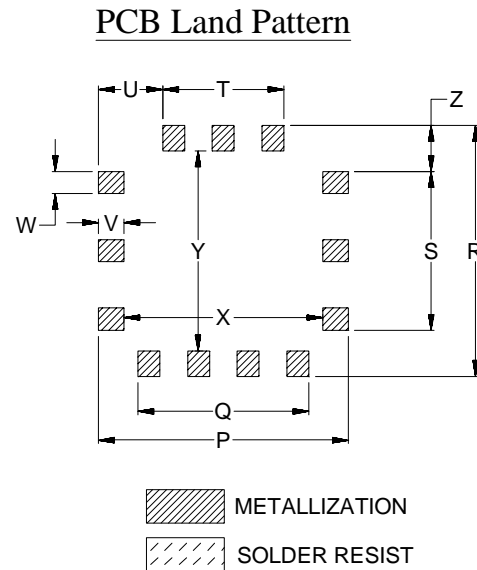 PCB Land Pattern
U T Z
W V Y S R
X
Q
P
METALLIZATION
SOLDER RESIST